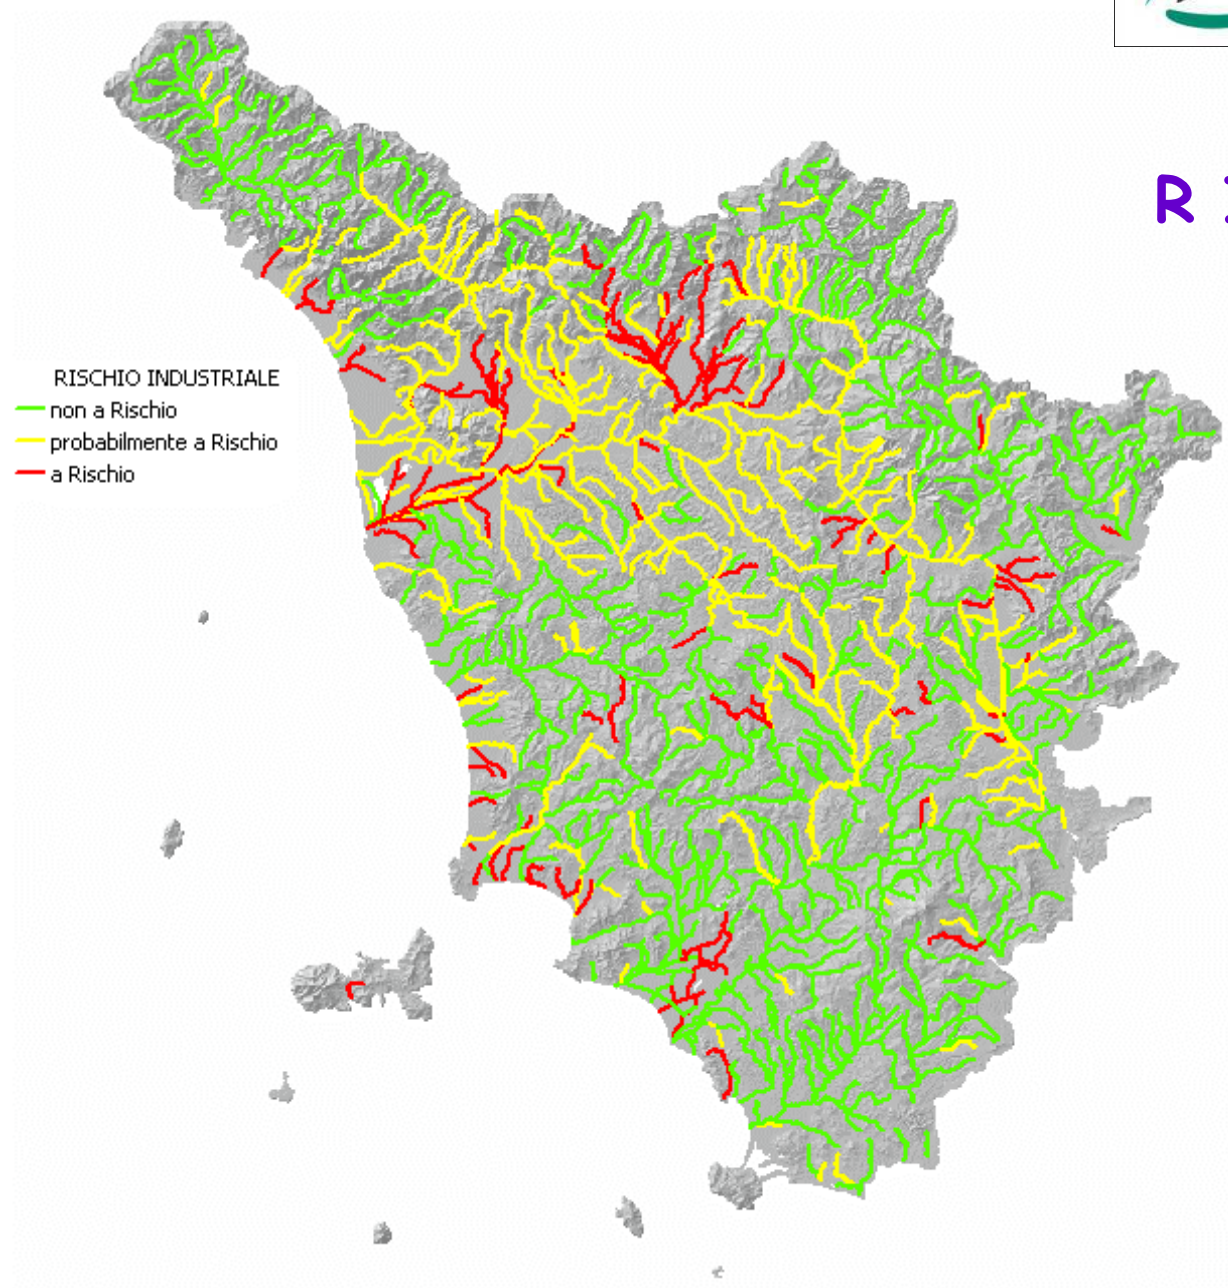 R
RISCHIO INDUSTRIALE
non a Rischio
probabilmente a Rischio
a Rischio